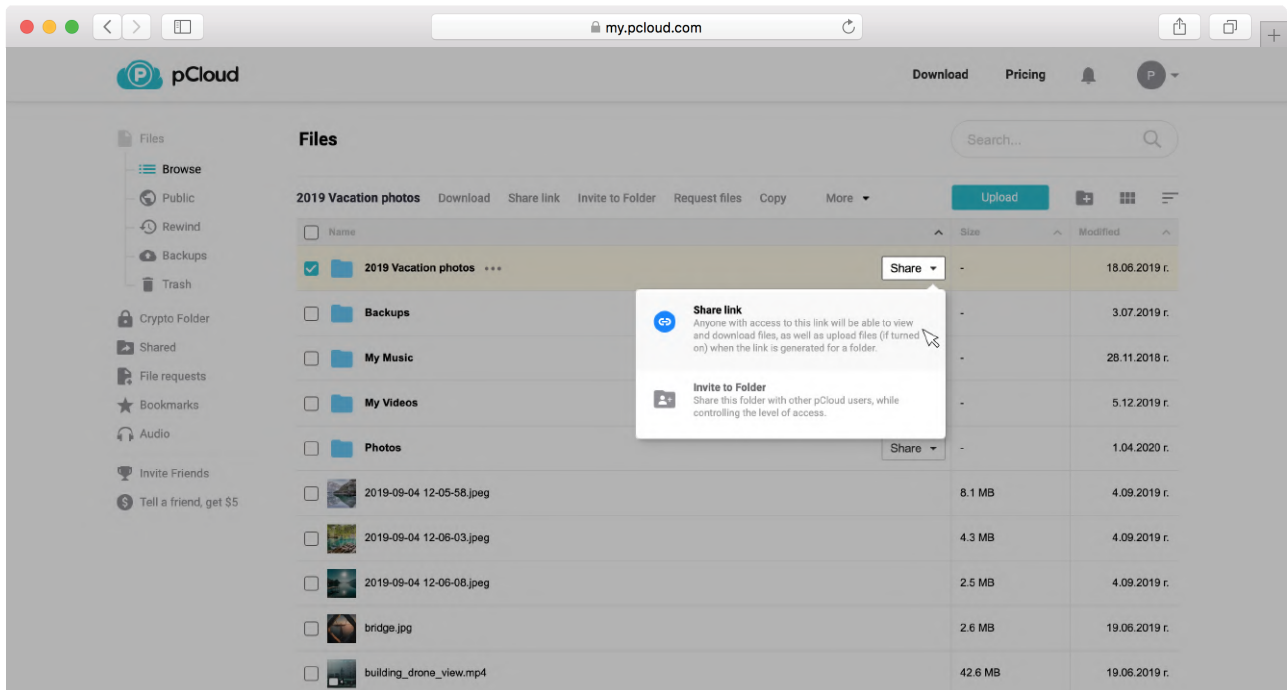 my.pcloud.com
pCloud
Download Pricing P
Files
Browse
Public
Rewind
Backups
Trash
Crypto Folder
Shared
File requests
Bookmarks
Audio
Invite Friends
Tell a friend, get $5
Files
Search...
2019 Vacation photos Download Share link Invite to Folder Request files Copy More Upload
Name Size Modified
2019 Vacation photos ••• Share - 18.06.2019 г.
Backups - 3.07.2019 г.
My Music - 28.11.2018 г.
My Videos - 5.12.2019 г.
Photos Share - 1.04.2020 г.
2019-09-04 12-05-58.jpeg 8.1 MB 4.09.2019 г.
2019-09-04 12-06-03.jpeg 4.3 MB 4.09.2019 г.
2019-09-04 12-06-08.jpeg 2.5 MB 4.09.2019 г.
bridge.jpg 2.6 MB 19.06.2019 г.
building_drone_view.mp4 42.6 MB 19.06.2019 г.
Share link
Anyone with access to this link will be able to view
and download files, as well as upload files (if turned
on) when the link is generated for a folder.
Invite to Folder
Share this folder with other pCloud users, while
controlling the level of access.